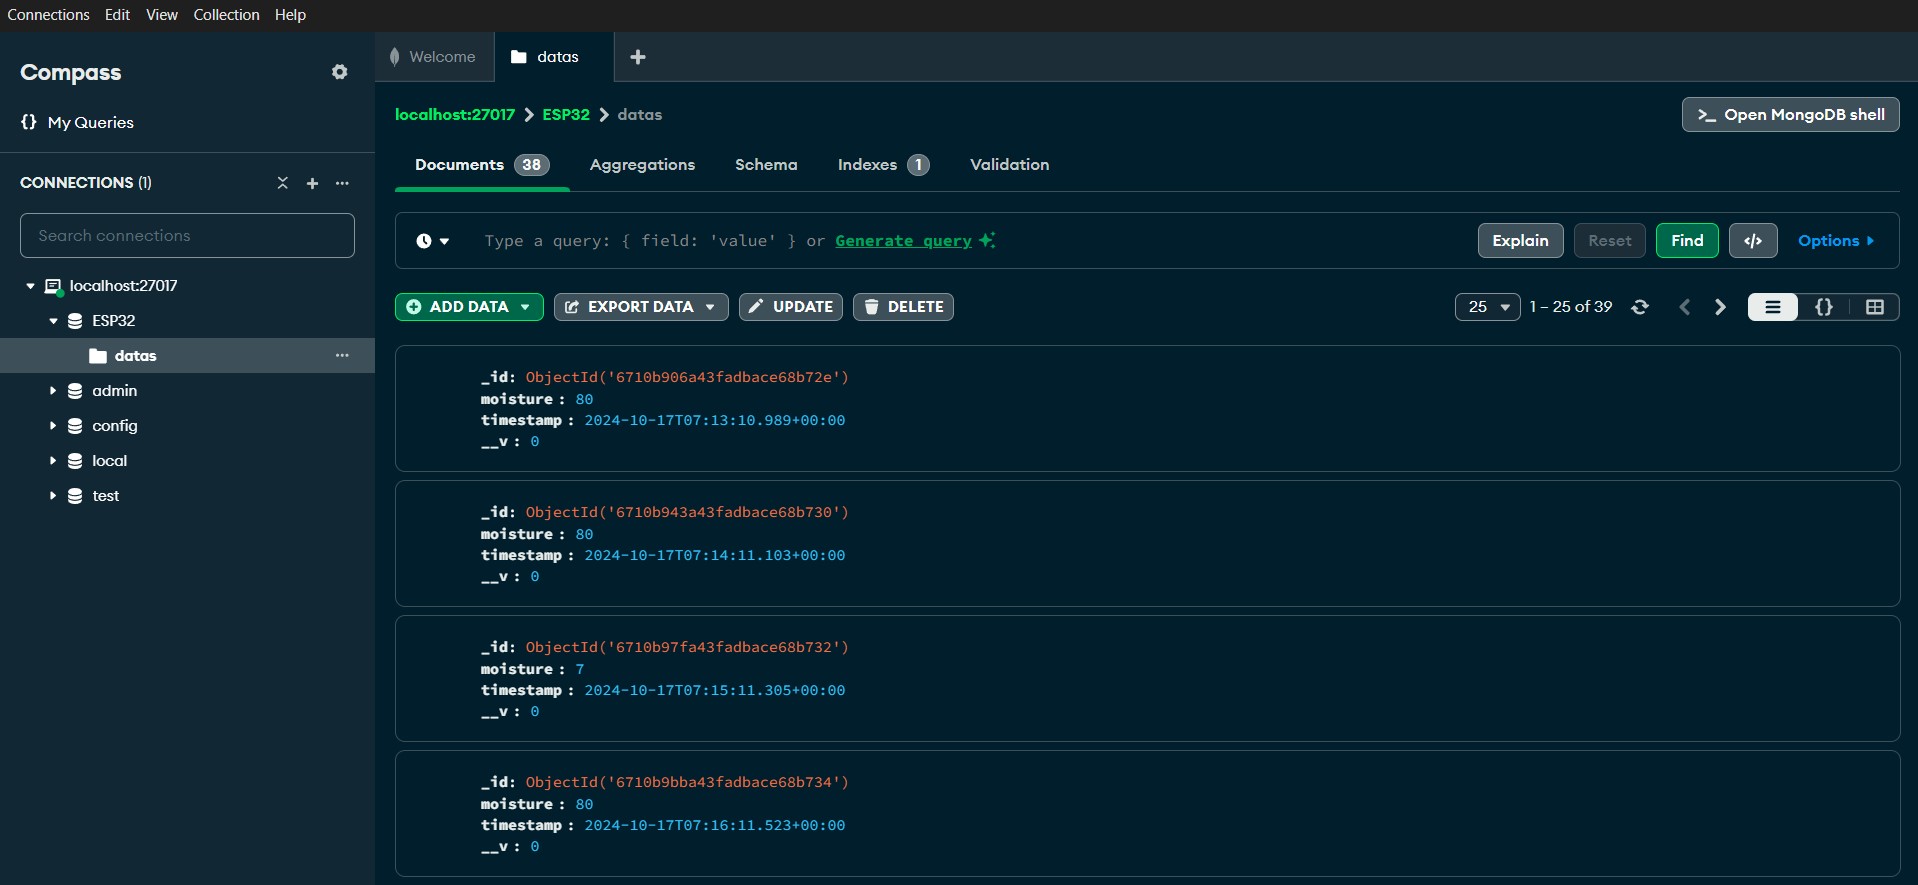 Connections Edit View Collection Help
Compass
{} My Queries
CONNECTIONS (1)
Search connections
localhost:27017
ESP32
datas
admin
config
local
test
Welcome
datas
localhost:27017 > ESP32 > datas
>_ Open MongoDB shell
Documents 38 Aggregations Schema Indexes 1 Validation
Type a query: { field: 'value' } or Generate query
Explain Reset Find </> Options
ADD DATA EXPORT DATA UPDATE DELETE
25 1 – 25 of 39 {}
_id: ObjectId('6710b906a43fadbace68b72e')
moisture : 80
timestamp : 2024-10-17T07:13:10.989+00:00
__v : 0
_id: ObjectId('6710b943a43fadbace68b730')
moisture : 80
timestamp : 2024-10-17T07:14:11.103+00:00
__v : 0
_id: ObjectId('6710b97fa43fadbace68b732')
moisture : 7
timestamp : 2024-10-17T07:15:11.305+00:00
__v : 0
_id: ObjectId('6710b9bba43fadbace68b734')
moisture : 80
timestamp : 2024-10-17T07:16:11.523+00:00
__v : 0